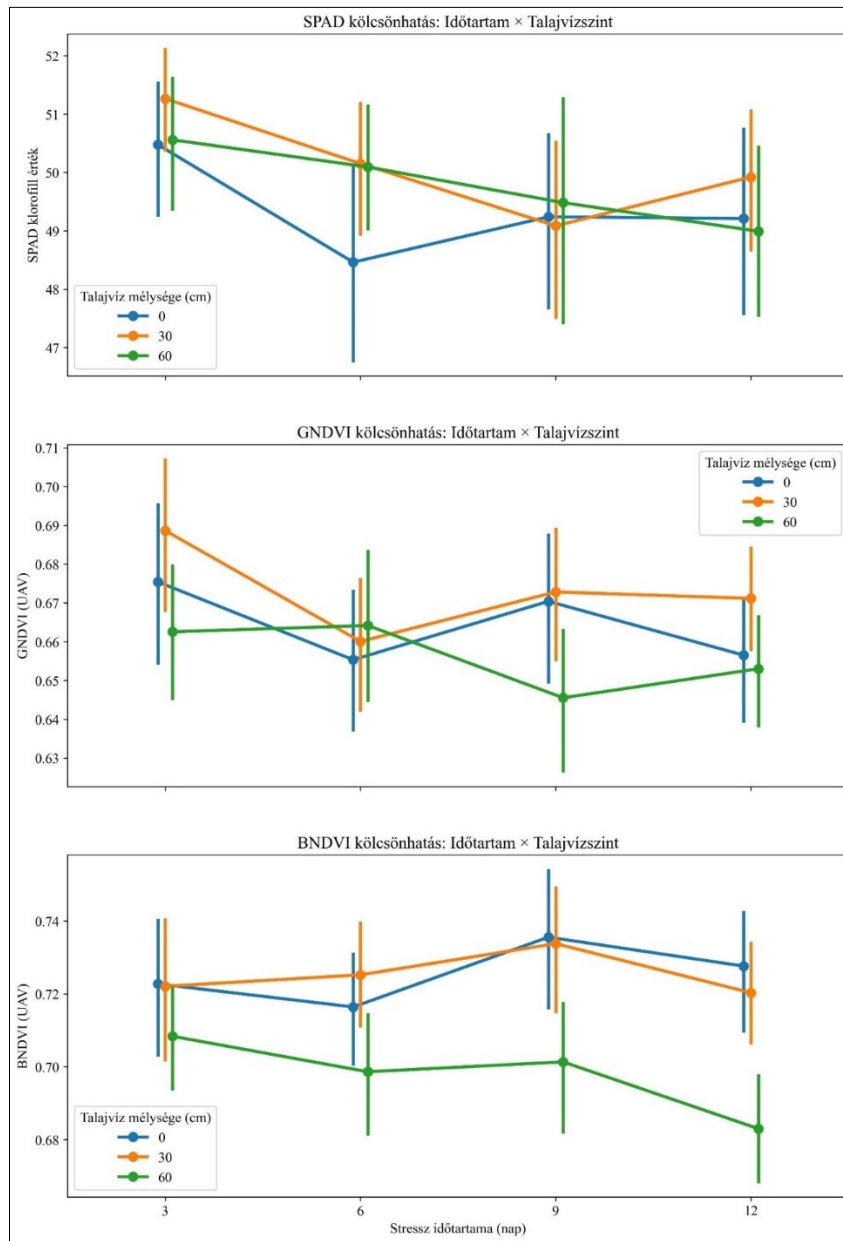 SPAD kölcsönhatás: Időtartam × Talajvízszint
52
51
50
49
48
47
SPAD klorofill érték
Talajvíz mélysége (cm)
0
30
60
GNDVI kölcsönhatás: Időtartam × Talajvízszint
0.71
0.70
0.69
0.68
0.67
0.66
0.65
0.64
0.63
GNDVI (UAV)
Talajvíz mélysége (cm)
0
30
60
BNDVI kölcsönhatás: Időtartam × Talajvízszint
0.74
0.72
0.70
0.68
BNDVI (UAV)
Talajvíz mélysége (cm)
0
30
60
3 6 9 12
Stressz időtartama (nap)